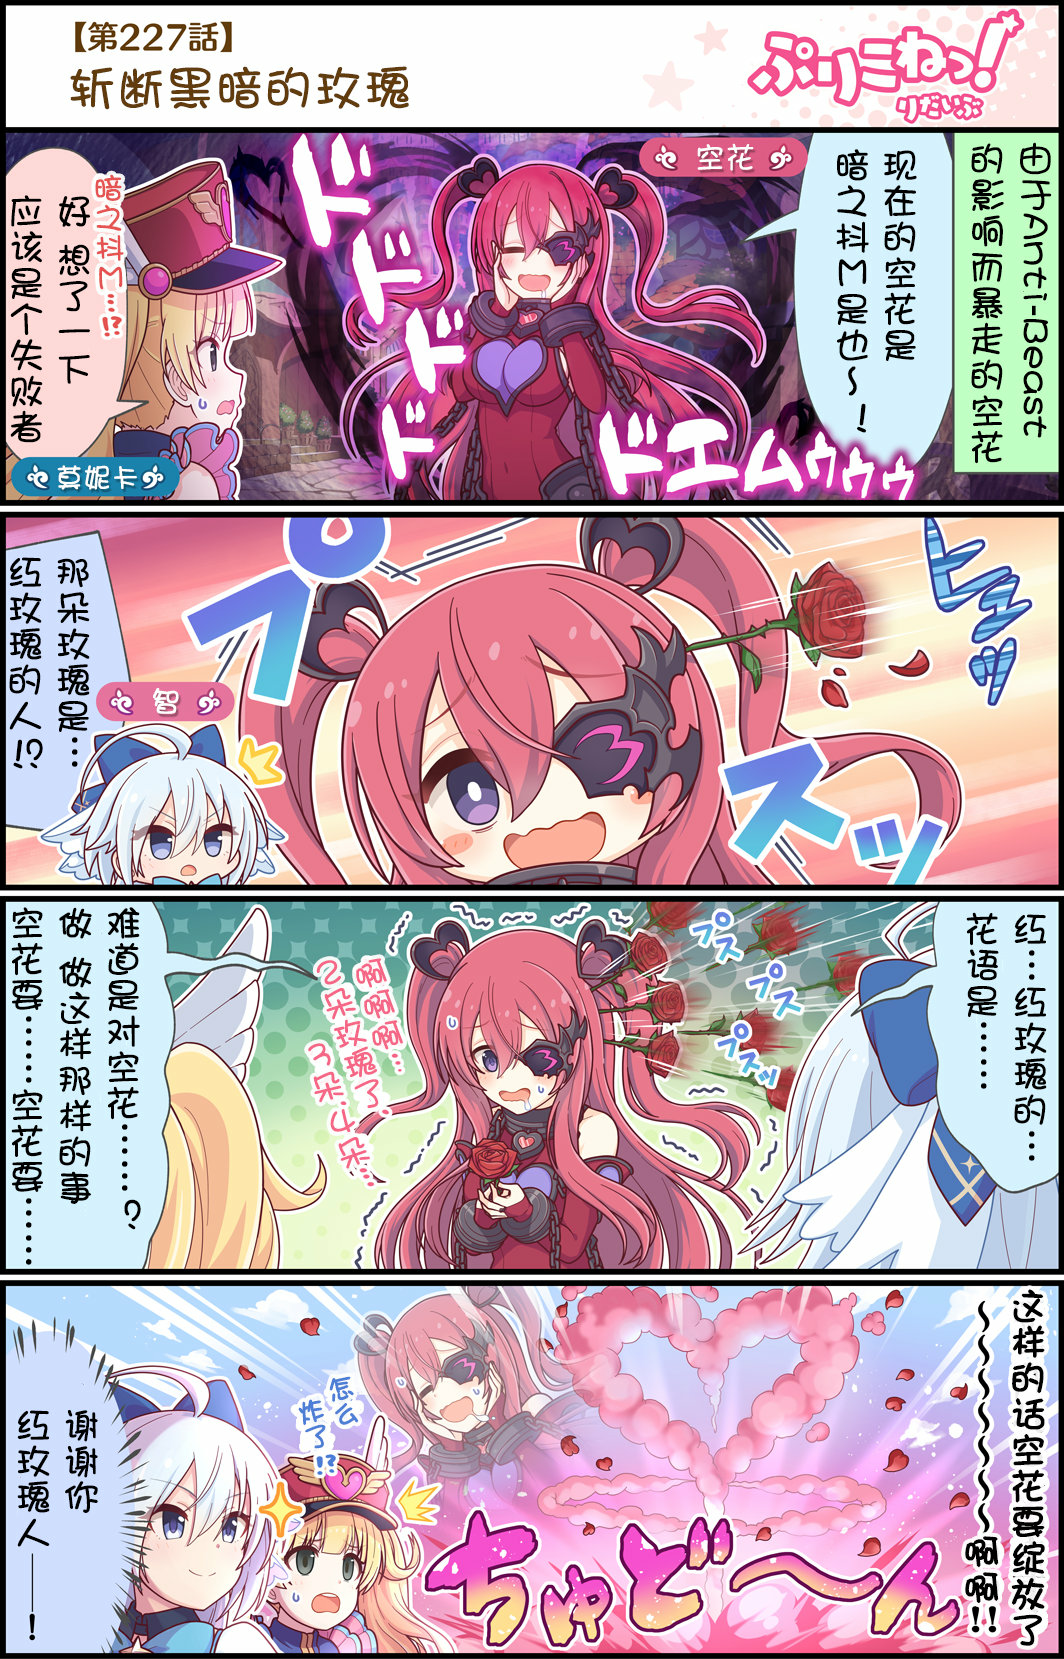 【第227話】
斩断黑暗的玫瑰
ぷりこねっ!
りだいぶ
由于Anti-Beast
的影响而暴走的空花
空花
现在的空花是
暗之抖M是也～！
ドドドド
ドエムゥゥゥ
暗之抖M…!?
好 想了一下
应该是个失败者
莫妮卡
ヒュッ
プスッ
那朵玫瑰是…
红玫瑰的人!?
智
红…红玫瑰的…
花语是……
プス
プス
プスッ
啊啊啊…
2朵玫瑰了、
3朵、4朵…
难道是对空花………?
做 做这样那样的事
空花要………空花要………
这样的话空花要绽放了
～～～～～～～啊啊啊!!
怎么
炸了!?
ちゅど～ん
谢谢你
红玫瑰人——！